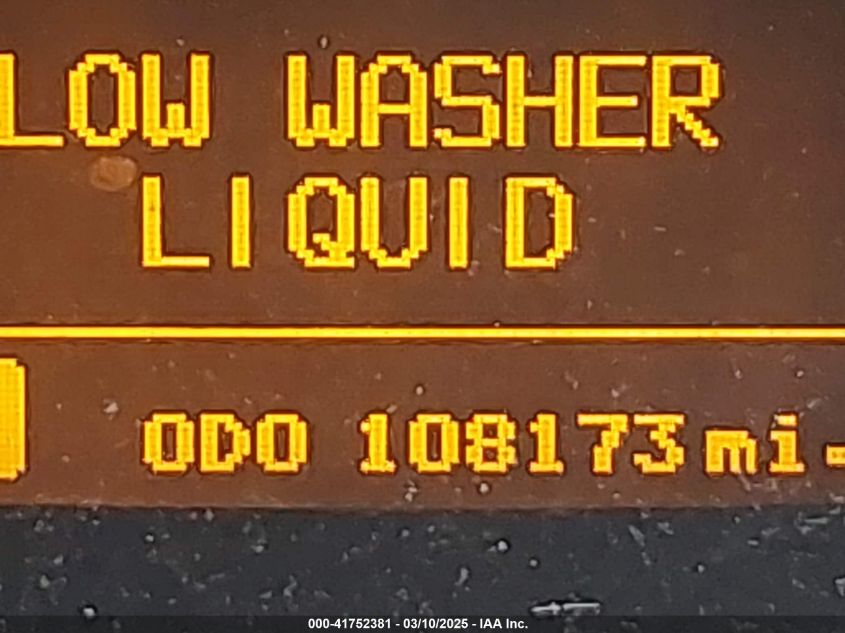 LOW WASHER
LIQUID
ODO 108173mi
000-41752381 - 03/10/2025 - IAA Inc.